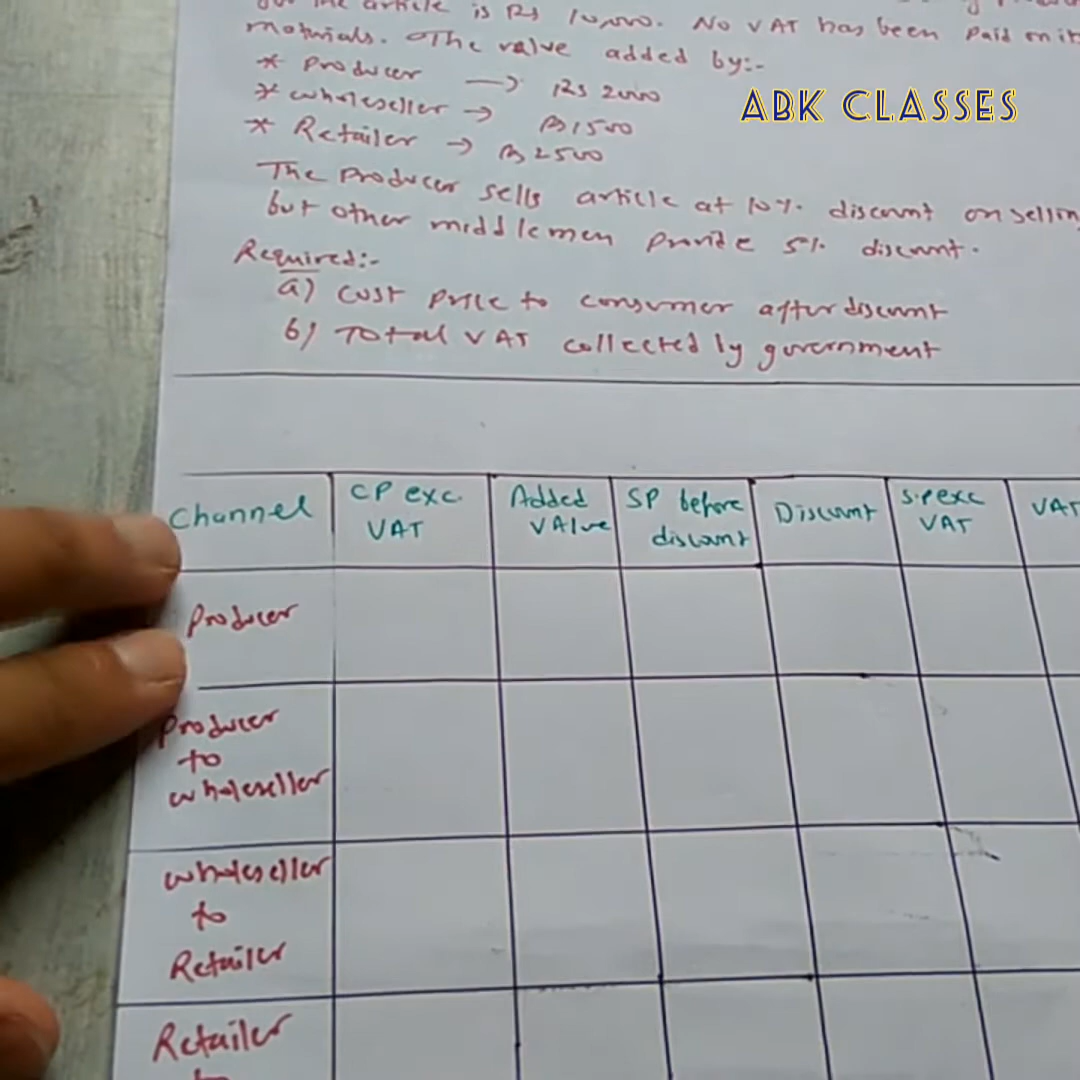 the article is Rs 10,000. No VAT has been paid on its
materials. The value added by:-
* Producer → Rs 2000
* wholeseller → Rs 1500
* Retailer → Rs 2500
ABK CLASSES
The Producer sells article at 10% discount on selling
but other middlemen provide 5% discount.
Required:-
a) Cost price to consumer after discount
b) Total VAT collected by government
Channel
CP exc. VAT
Added VAlue
SP before discount
Discount
S.P exc VAT
VAT
Producer
Producer
to
wholeseller
wholeseller
to
Retailer
Retailer